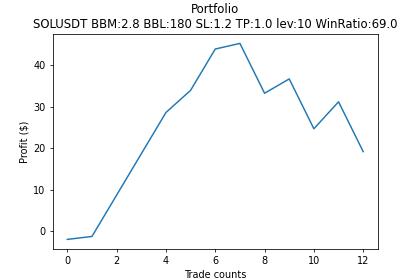 Portfolio
SOLUSDT BBM:2.8 BBL:180 SL:1.2 TP:1.0 lev:10 WinRatio:69.0
40
30
20
10
0
Profit ($)
0 2 4 6 8 10 12
Trade counts